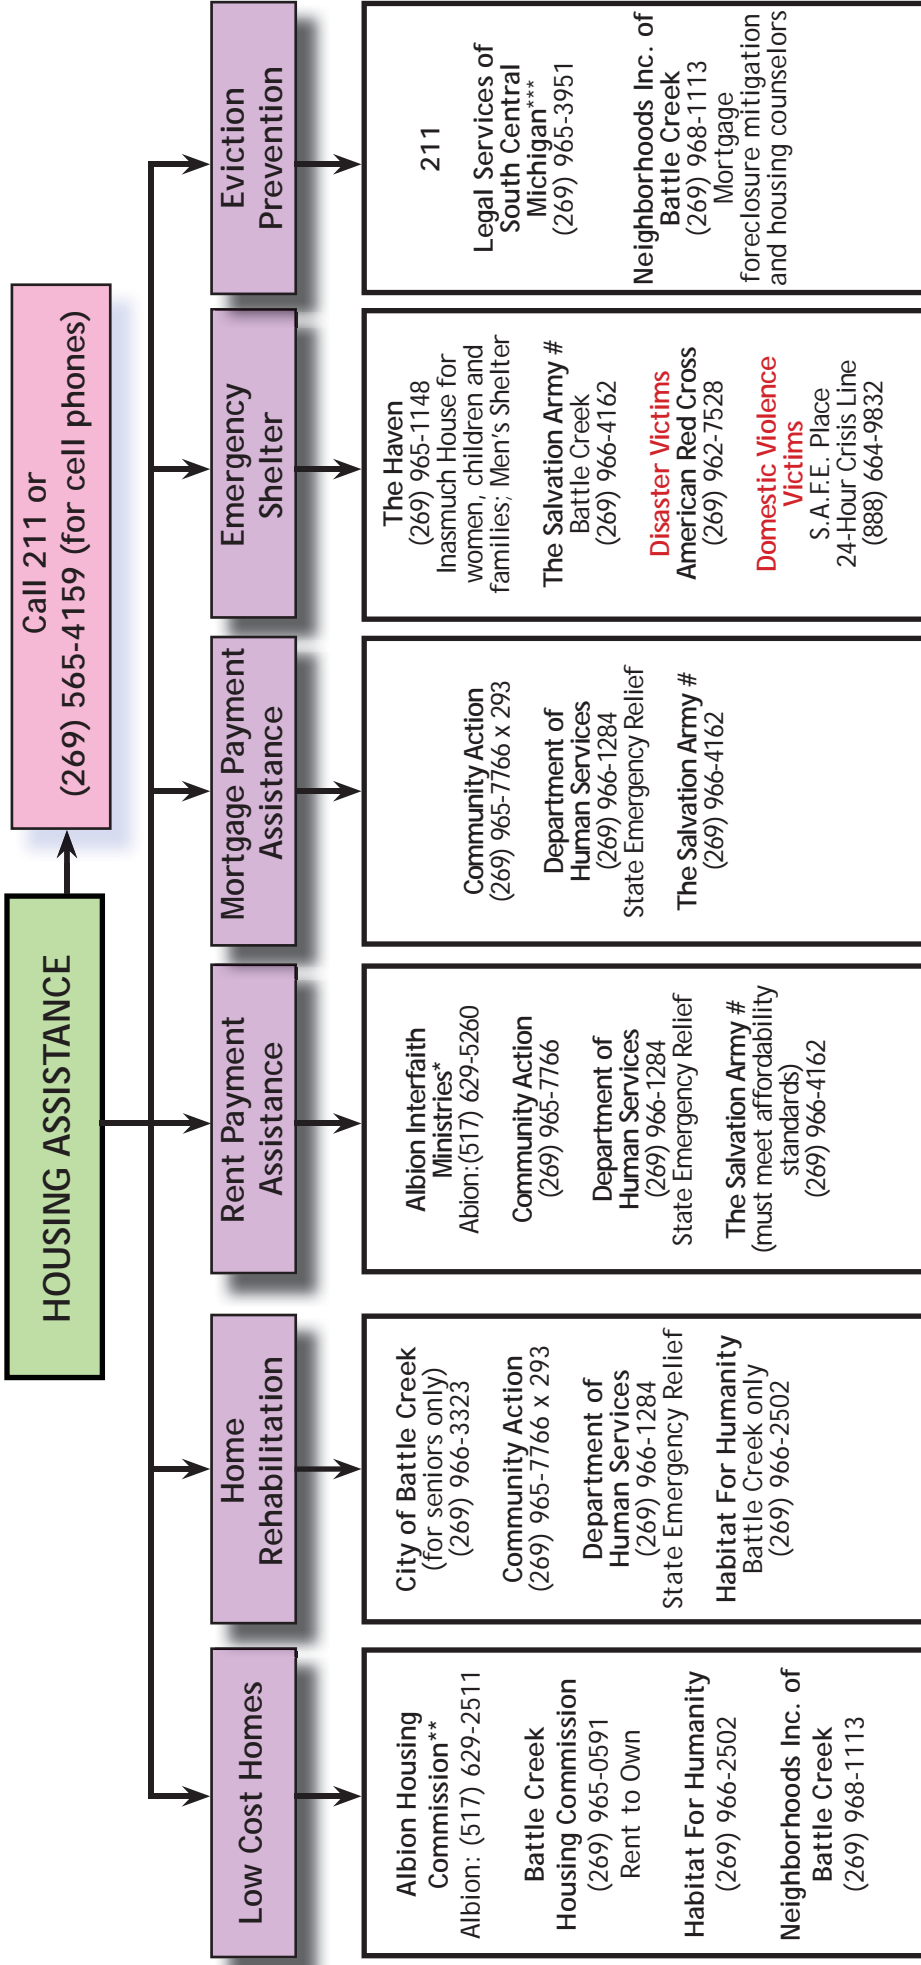 HOUSING ASSISTANCE
Call 211 or
(269) 565-4159 (for cell phones)
Low Cost Homes
Albion Housing
Commission**
Albion: (517) 629-2511
Battle Creek
Housing Commission
(269) 965-0591
Rent to Own
Habitat For Humanity
(269) 966-2502
Neighborhoods Inc. of
Battle Creek
(269) 968-1113
Home
Rehabilitation
City of Battle Creek
(for seniors only)
(269) 966-3323
Community Action
(269) 965-7766 x 293
Department of
Human Services
(269) 966-1284
State Emergency Relief
Habitat For Humanity
Battle Creek only
(269) 966-2502
Rent Payment
Assistance
Albion Interfaith
Ministries*
Abion:(517) 629-5260
Community Action
(269) 965-7766
Department of
Human Services
(269) 966-1284
State Emergency Relief
The Salvation Army #
(must meet affordability
standards)
(269) 966-4162
Mortgage Payment
Assistance
Community Action
(269) 965-7766 x 293
Department of
Human Services
(269) 966-1284
State Emergency Relief
The Salvation Army #
(269) 966-4162
Emergency
Shelter
The Haven
(269) 965-1148
Inasmuch House for
women, children and
families; Men's Shelter
The Salvation Army #
Battle Creek
(269) 966-4162
Disaster Victims
American Red Cross
(269) 962-7528
Domestic Violence
Victims
S.A.F.E. Place
24-Hour Crisis Line
(888) 664-9832
Eviction
Prevention
211
Legal Services of
South Central
Michigan***
(269) 965-3951
Neighborhoods Inc. of
Battle Creek
(269) 968-1113
Mortgage
foreclosure mitigation
and housing counselors